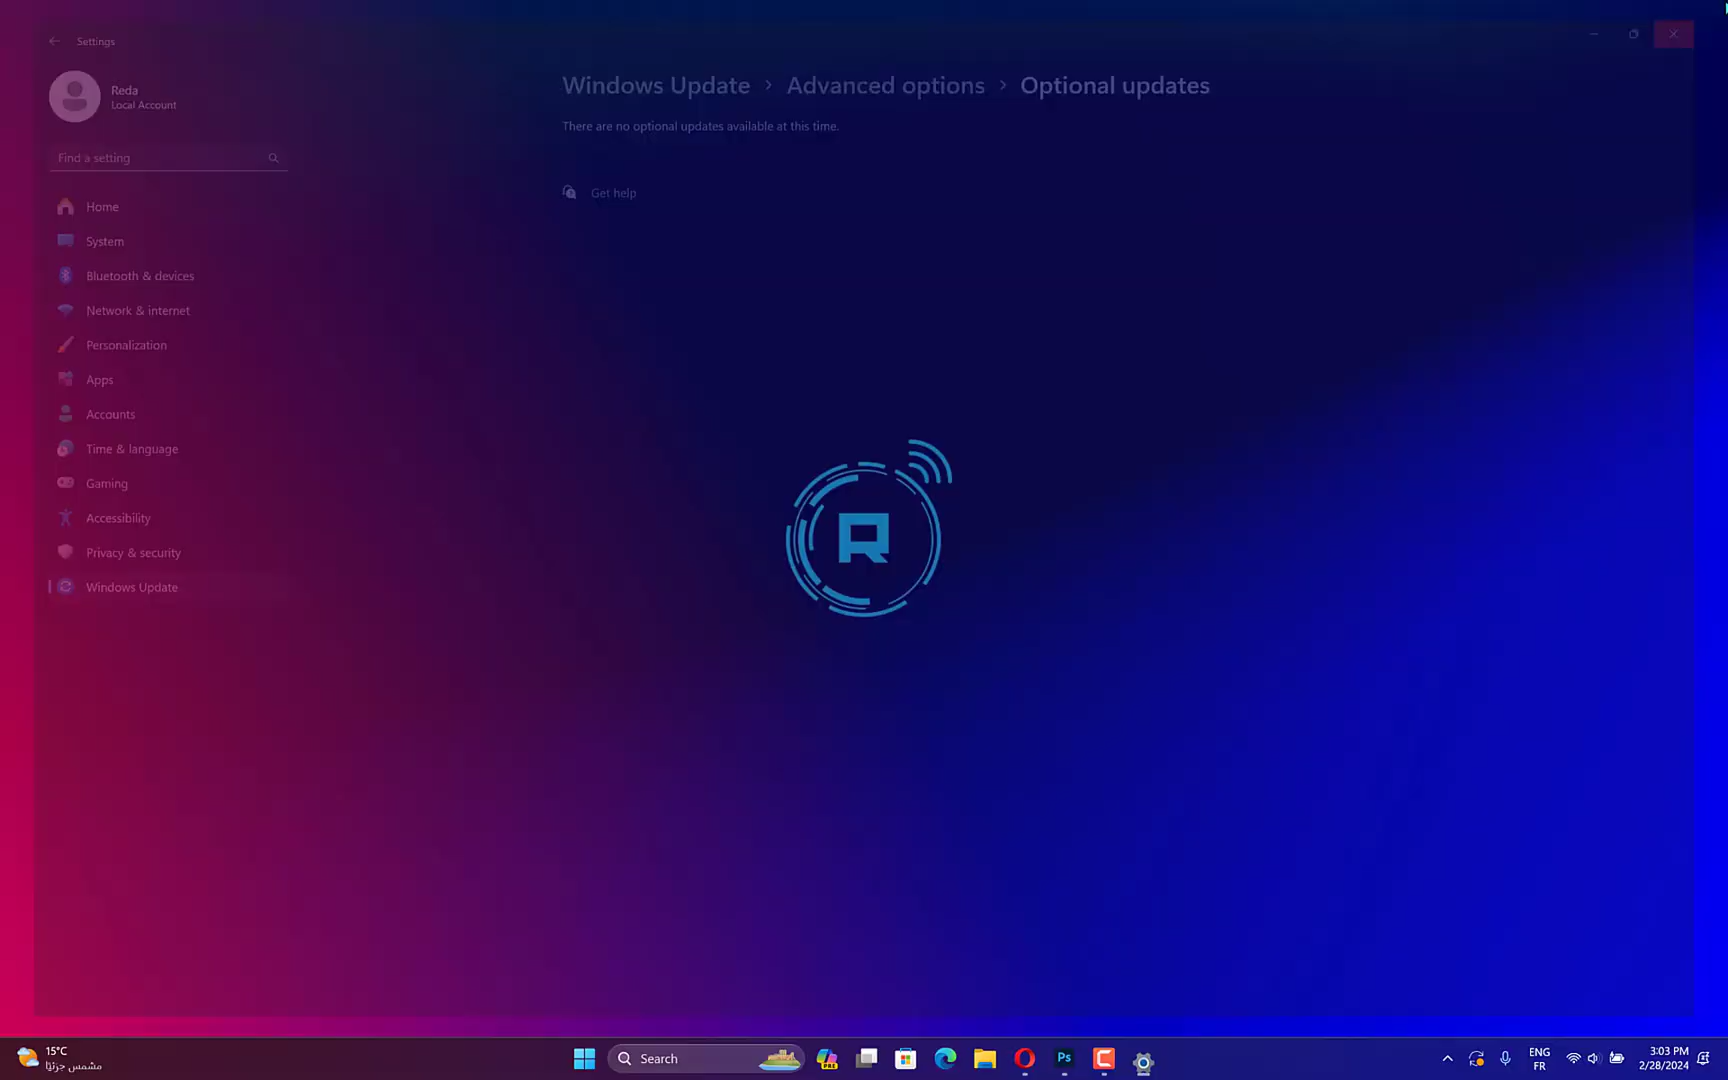 Settings
Reda
Local Account
Windows Update > Advanced options > Optional updates
There are no optional updates available at this time.
Find a setting
Get help
Home
System
Bluetooth & devices
Network & internet
Personalization
Apps
Accounts
Time & language
Gaming
Accessibility
Privacy & security
Windows Update
R
15°C
مشمس جزئيًا
Search
PRE
Ps
ENG
FR
3:03 PM
2/28/2024